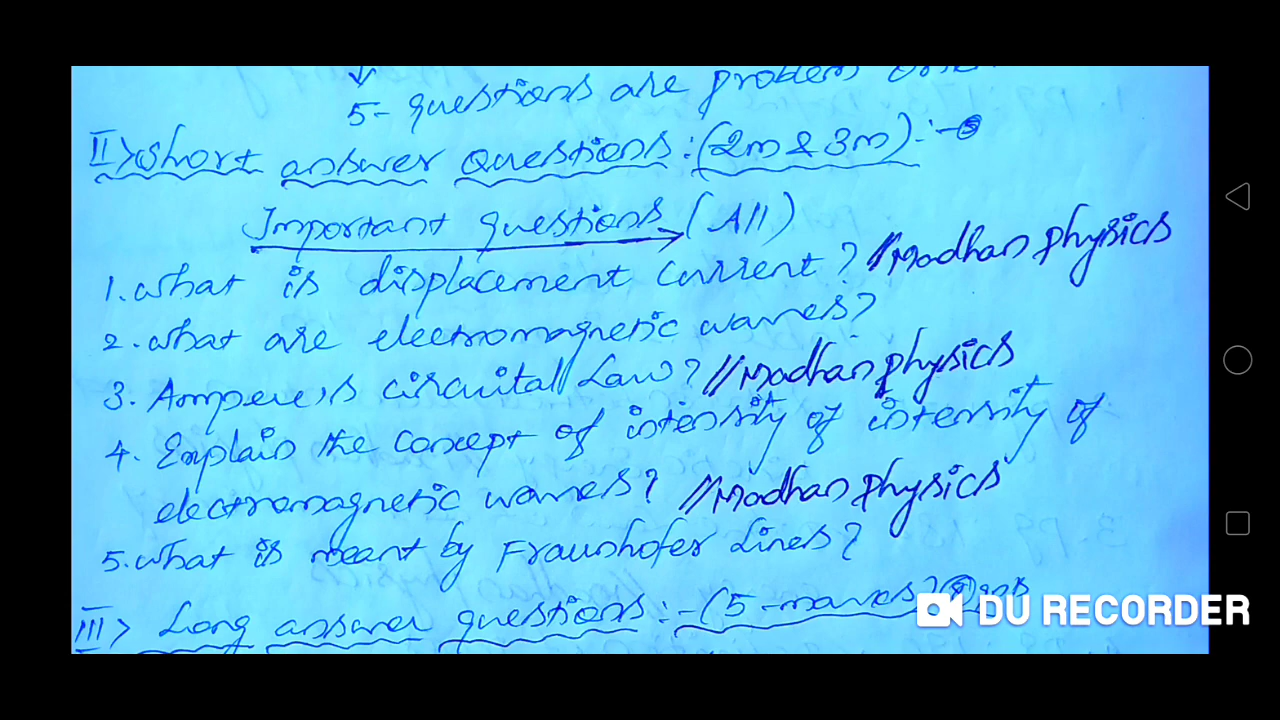 5- questions are problem
II> Short answer questions: (2m & 3m) :-
Important questions (All)
1. what is displacement current? //Madhan physics
2. what are electromagnetic waves?
3. Ampere's circuital Law? //Madhan physics
4. Explain the concept of intensity of intensity of
electromagnetic waves? //Madhan physics
5. what is meant by Fraunhofer Lines?
III> Long answer questions :- (5-marks)
DU RECORDER